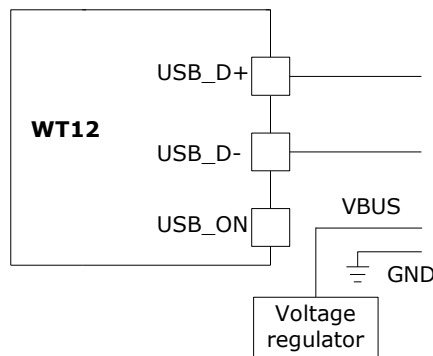 USB_D+
WT12
USB_D-
VBUS
USB_ON
GND
Voltage
regulator